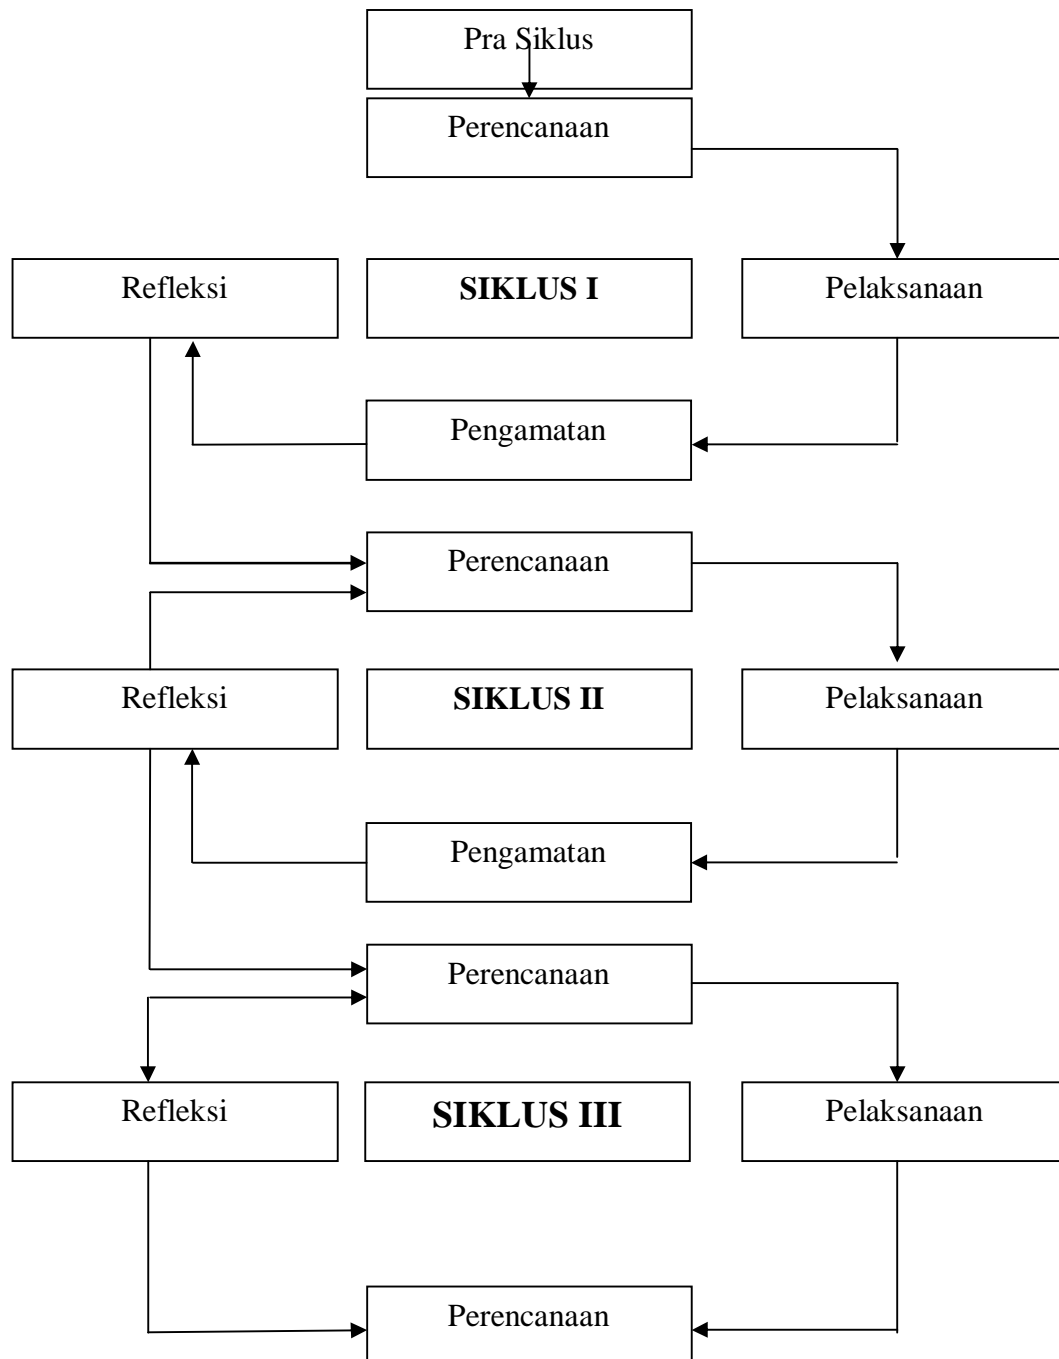 Pra Siklus
Perencanaan
Refleksi
SIKLUS I
Pelaksanaan
Pengamatan
Perencanaan
Refleksi
SIKLUS II
Pelaksanaan
Pengamatan
Perencanaan
Refleksi
SIKLUS III
Pelaksanaan
Perencanaan